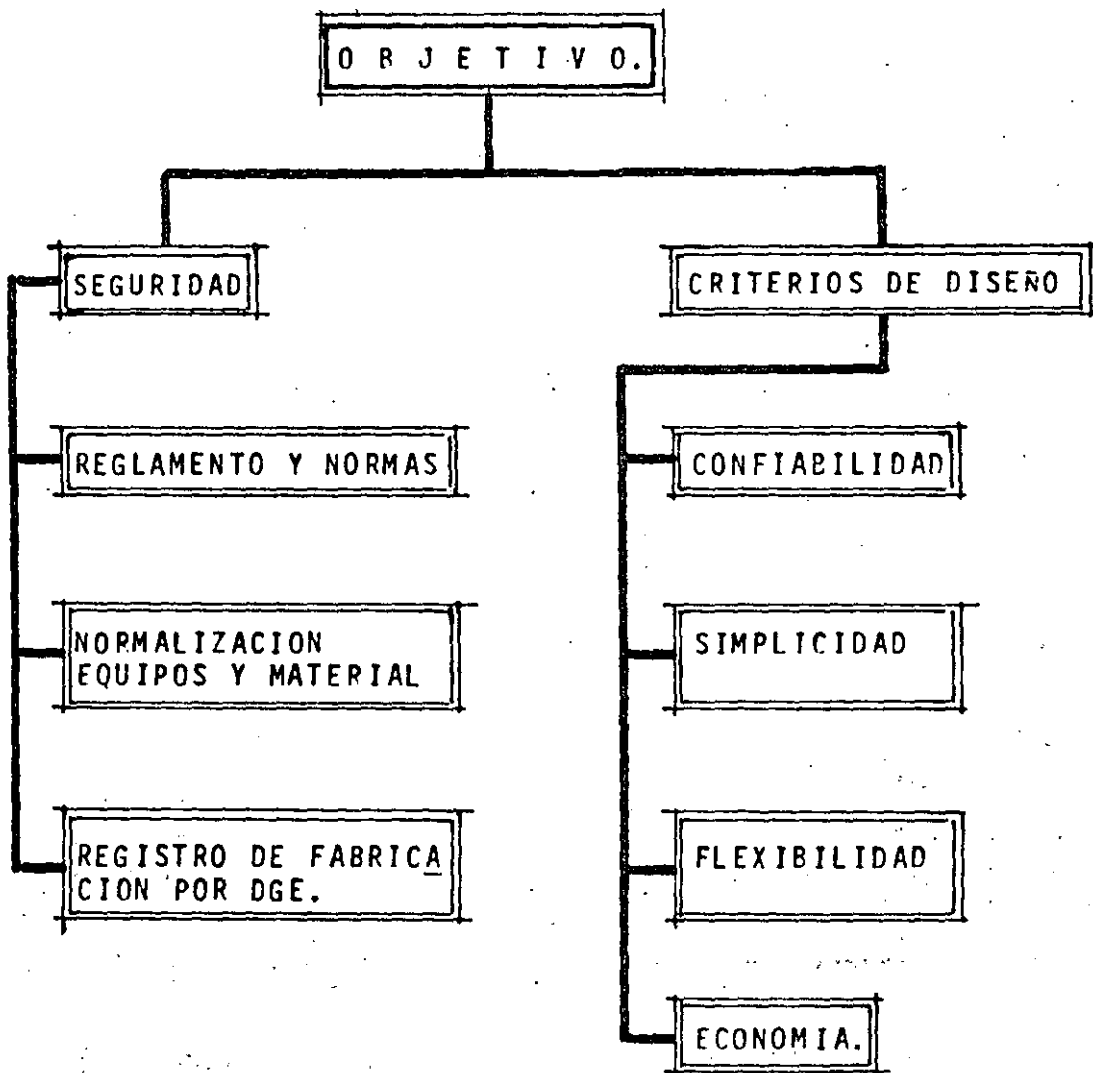 O B J E T I V O.
SEGURIDAD
REGLAMENTO Y NORMAS
NORMALIZACION
EQUIPOS Y MATERIAL
REGISTRO DE FABRICA
CION POR DGE.
CRITERIOS DE DISEÑO
CONFIABILIDAD
SIMPLICIDAD
FLEXIBILIDAD
ECONOMIA.